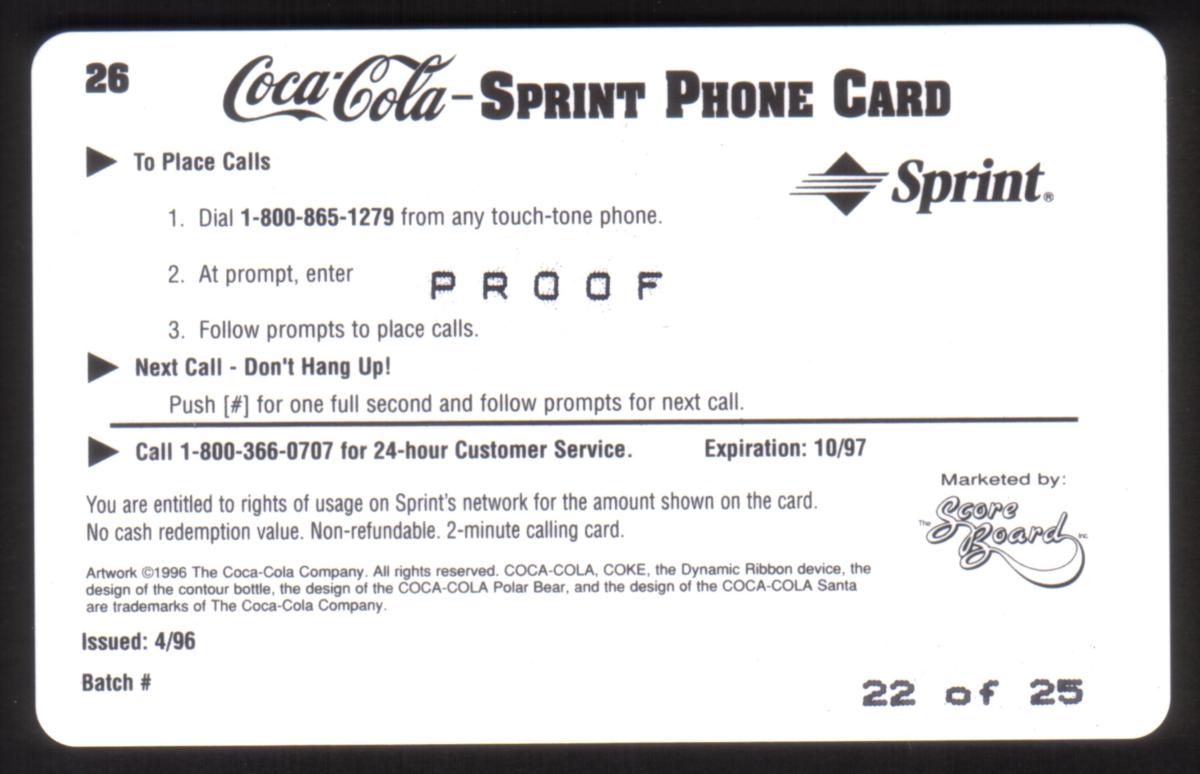 26
Coca-Cola – SPRINT PHONE CARD
To Place Calls
Sprint®
1. Dial 1-800-865-1279 from any touch-tone phone.
2. At prompt, enter PROOF
3. Follow prompts to place calls.
Next Call - Don't Hang Up!
Push [#] for one full second and follow prompts for next call.
Call 1-800-366-0707 for 24-hour Customer Service. Expiration: 10/97
Marketed by:
The Score Board Inc.
You are entitled to rights of usage on Sprint's network for the amount shown on the card.
No cash redemption value. Non-refundable. 2-minute calling card.
Artwork ©1996 The Coca-Cola Company. All rights reserved. COCA-COLA, COKE, the Dynamic Ribbon device, the
design of the contour bottle, the design of the COCA-COLA Polar Bear, and the design of the COCA-COLA Santa
are trademarks of The Coca-Cola Company.
Issued: 4/96
Batch #
22 of 25